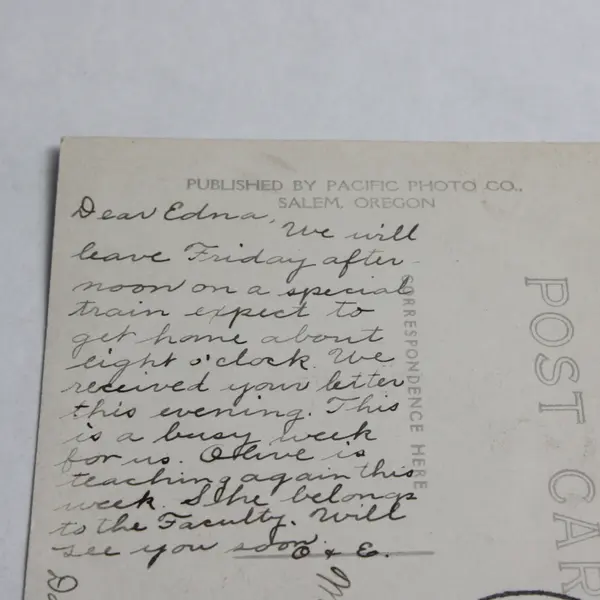 PUBLISHED BY PACIFIC PHOTO CO.,
SALEM, OREGON
Dear Edna, We will
leave Friday after
noon on a special
train expect to
get home about
eight o'clock. We
received your letter
this evening. This
is a busy week
for us. Olive is
teaching again this
week. She belongs
to the Faculty. Will
see you soon.
O & E.
CORRESPONDENCE HERE
POST CAR